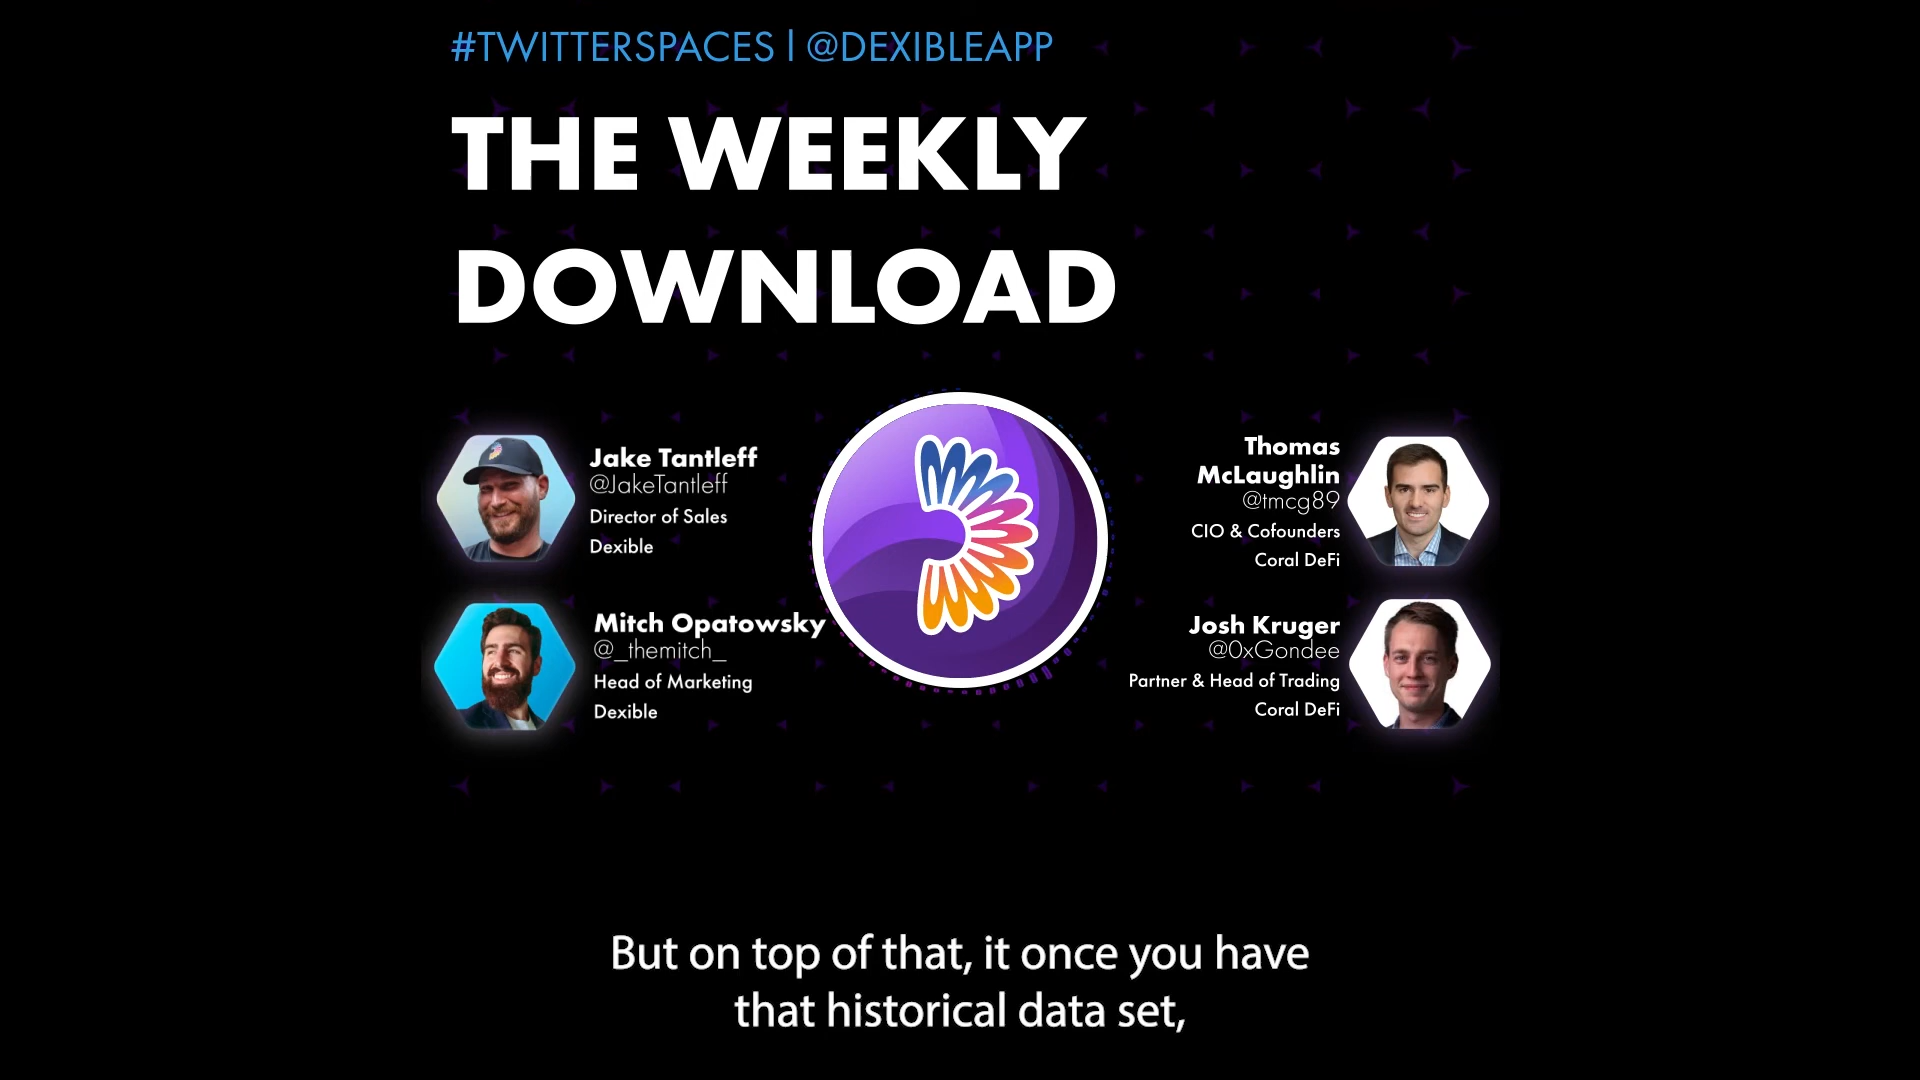 #TWITTERSPACES | @DEXIBLEAPP
THE WEEKLY
DOWNLOAD
Jake Tantleff
@JakeTantleff
Director of Sales
Dexible
Mitch Opatowsky
@_themitch_
Head of Marketing
Dexible
Thomas
McLaughlin
@tmcg89
CIO & Cofounders
Coral DeFi
Josh Kruger
@0xGondee
Partner & Head of Trading
Coral DeFi
But on top of that, it once you have
that historical data set,